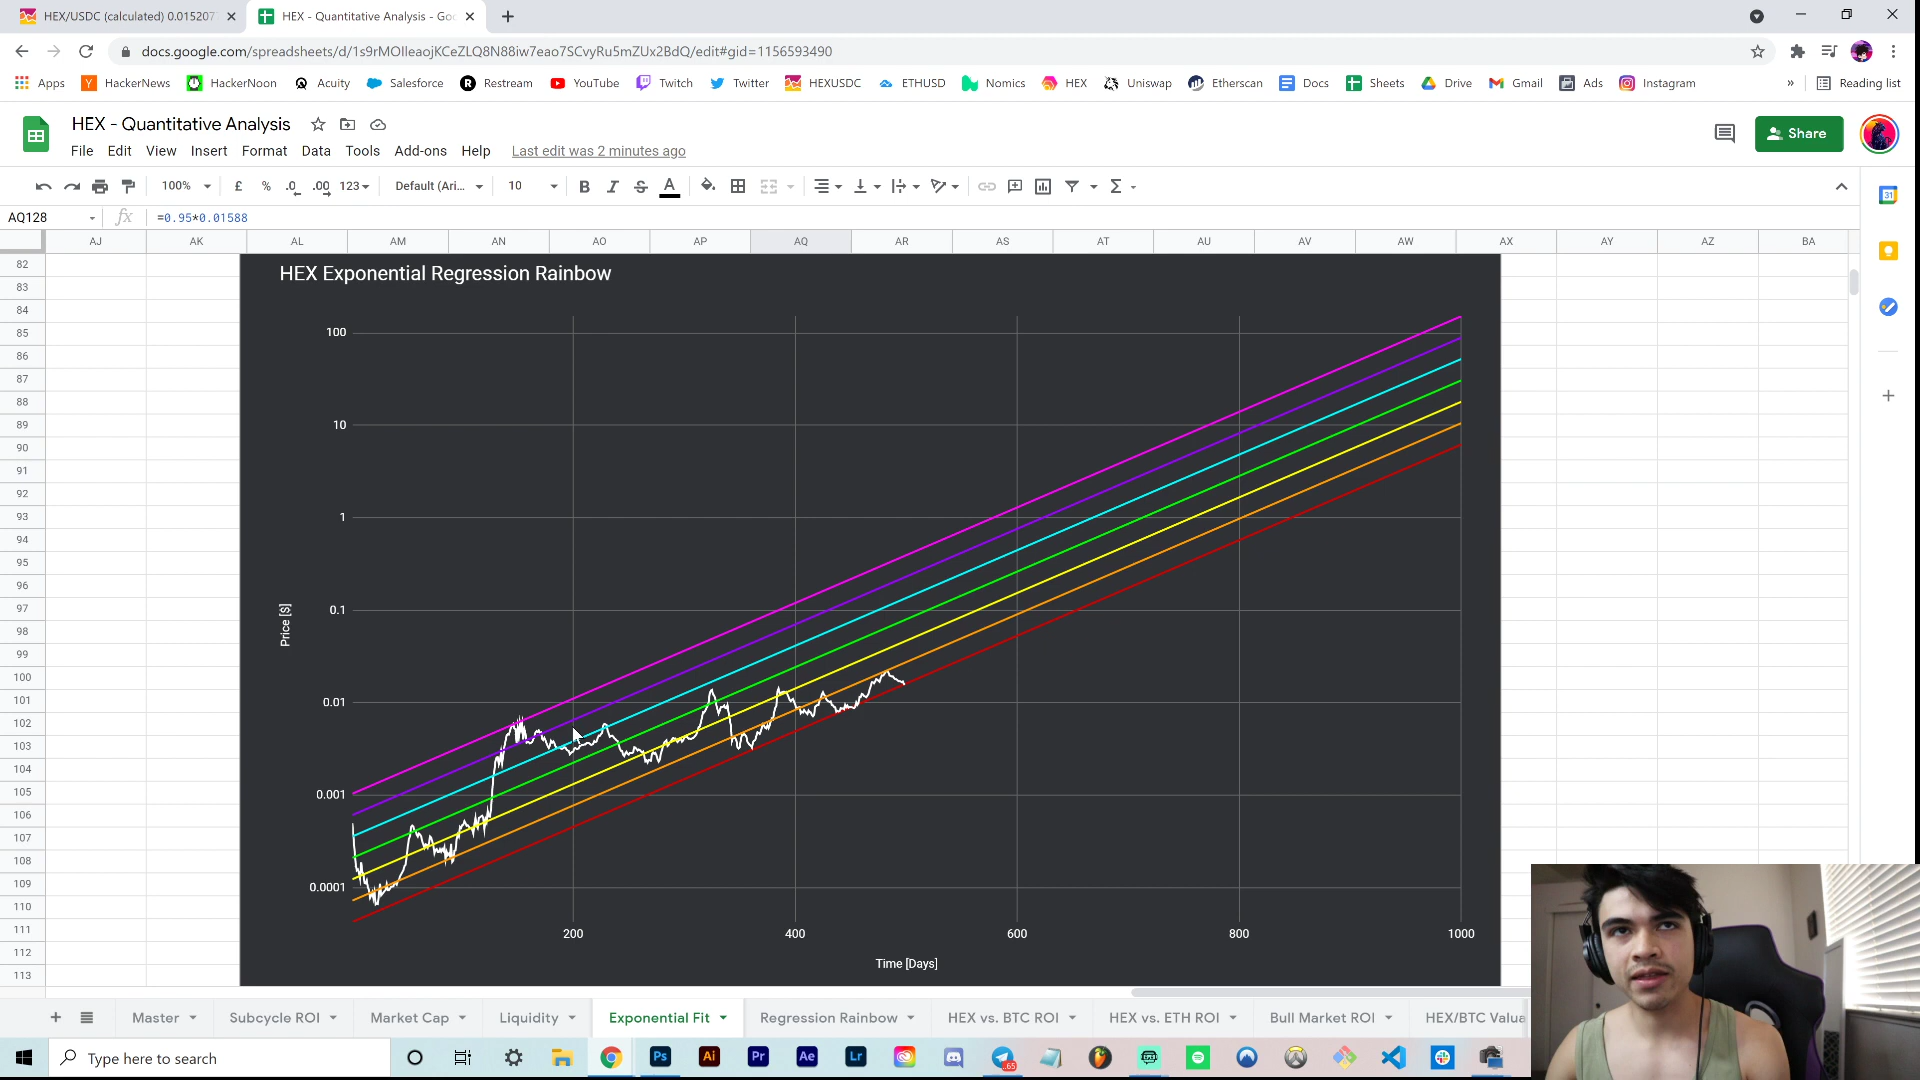 HEX/USDC (calculated) 0.015207
HEX - Quantitative Analysis - Goo
docs.google.com/spreadsheets/d/1s9rMOlleaojKCeZLQ8N88iw7eao7SCvyRu5mZUx2BdQ/edit#gid=1156593490
Apps HackerNews HackerNoon Acuity Salesforce Restream YouTube Twitch Twitter HEXUSDC ETHUSD Nomics HEX Uniswap Etherscan Docs Sheets Drive Gmail Ads Instagram » Reading list
HEX - Quantitative Analysis
Share
File Edit View Insert Format Data Tools Add-ons Help Last edit was 2 minutes ago
100% £ % .0 .00 123 Default (Ari... 10 B I S A Σ
31
AQ128 fx =0.95*0.01588
AJ AK AL AM AN AO AP AQ AR AS AT AU AV AW AX AY AZ BA
82
83
84
85
86
87
88
89
90
91
92
93
94
95
96
97
98
99
100
101
102
103
104
105
106
107
108
109
110
111
112
113
HEX Exponential Regression Rainbow
100
10
1
0.1
0.01
0.001
0.0001
Price [$]
200 400 600 800 1000
Time [Days]
Master Subcycle ROI Market Cap Liquidity Exponential Fit Regression Rainbow HEX vs. BTC ROI HEX vs. ETH ROI Bull Market ROI HEX/BTC Valua
Type here to search
Ps Ai Pr Ae Lr
65